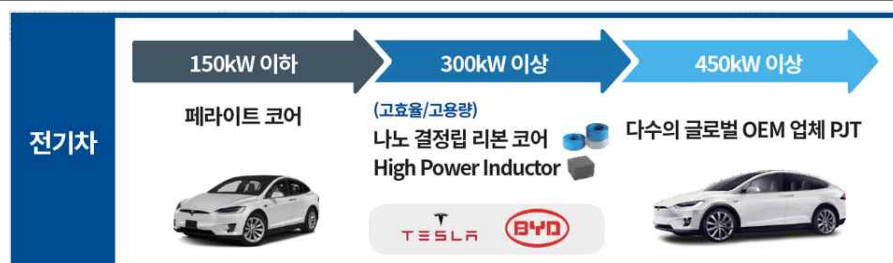 전기차
150kW 이하
페라이트 코어
300kW 이상
(고효율/고용량)
나노 결정립 리본 코어
High Power Inductor
TESLA
BYD
450kW 이상
다수의 글로벌 OEM 업체 PJT